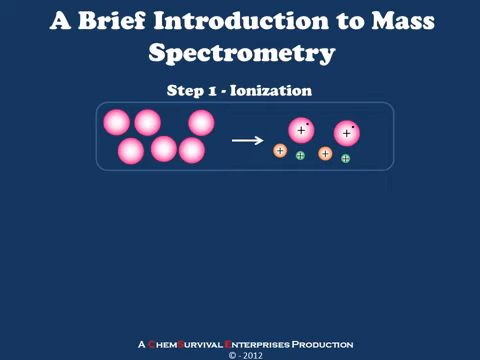 A Brief Introduction to Mass
Spectrometry
Step 1 - Ionization
+ +
+ + + +
A ChemSurvival Enterprises Production
© - 2012